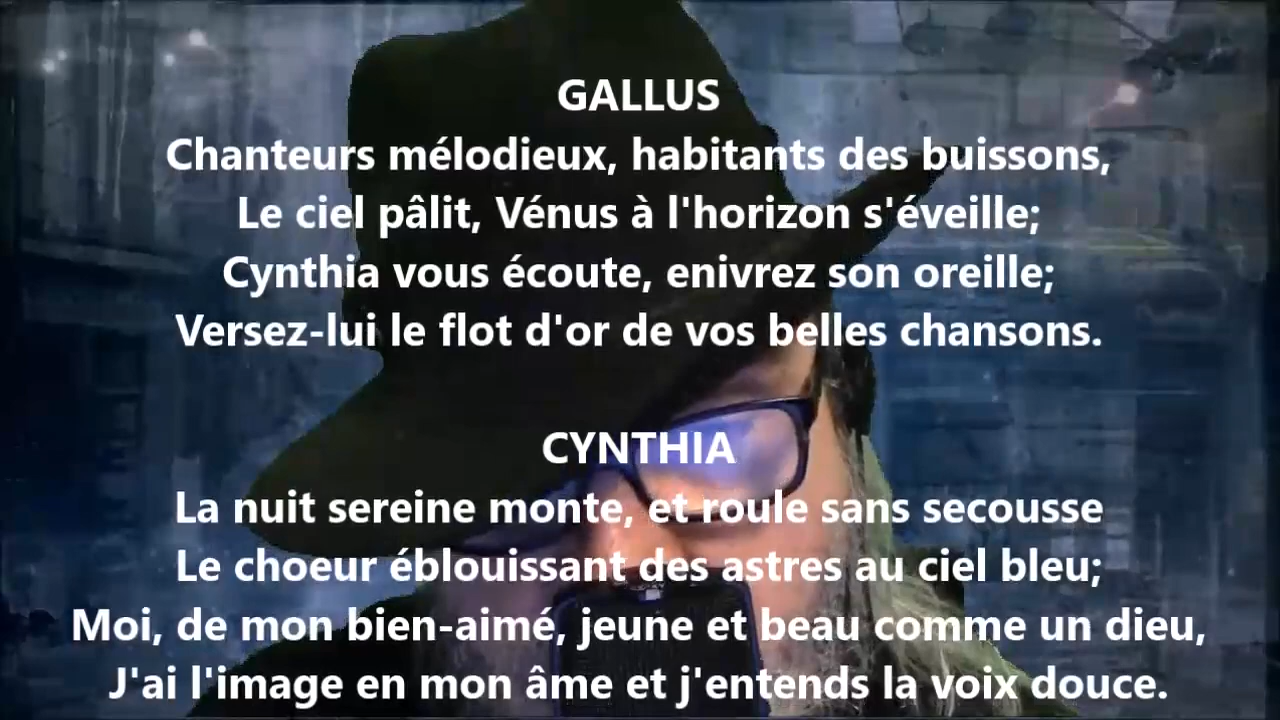 GALLUS
Chanteurs mélodieux, habitants des buissons,
Le ciel pâlit, Vénus à l'horizon s'éveille;
Cynthia vous écoute, enivrez son oreille;
Versez-lui le flot d'or de vos belles chansons.
CYNTHIA
La nuit sereine monte, et roule sans secousse
Le choeur éblouissant des astres au ciel bleu;
Moi, de mon bien-aimé, jeune et beau comme un dieu,
J'ai l'image en mon âme et j'entends la voix douce.